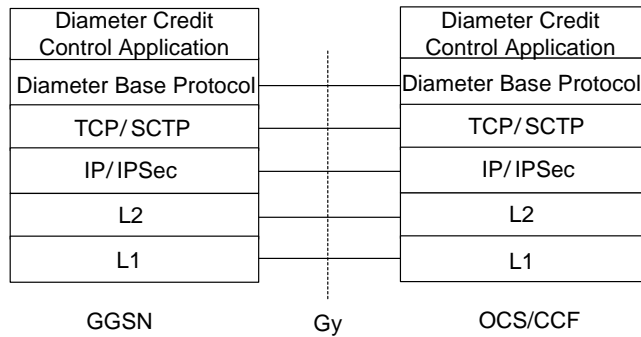 Diameter Credit
Control Application
Diameter Base Protocol
TCP/SCTP
IP/IPSec
L2
L1
GGSN
Gy
Diameter Credit
Control Application
Diameter Base Protocol
TCP/SCTP
IP/IPSec
L2
L1
OCS/CCF